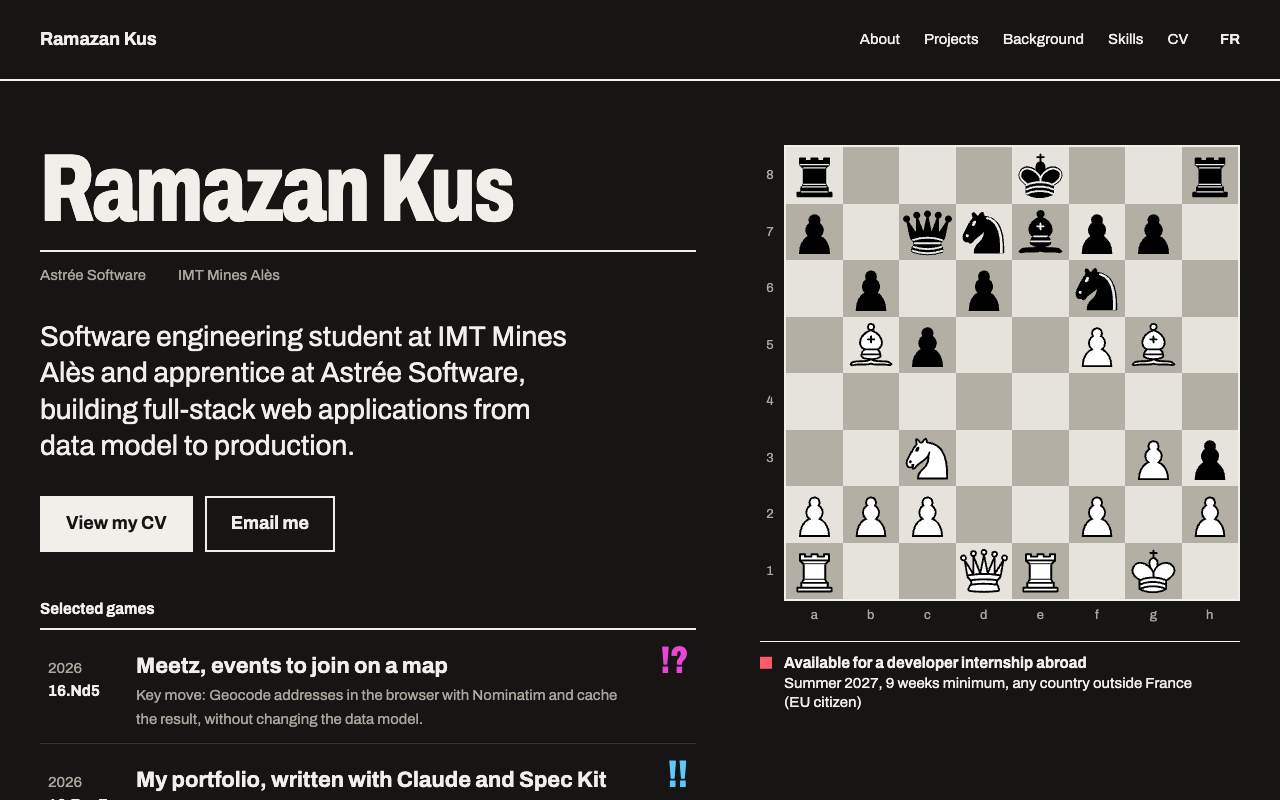 Ramazan Kus
About Projects Background Skills CV FR
Ramazan Kus
Astrée Software IMT Mines Alès
Software engineering student at IMT Mines
Alès and apprentice at Astrée Software,
building full-stack web applications from
data model to production.
View my CV Email me
Selected games
2026
16.Nd5
Meetz, events to join on a map
!?
Key move: Geocode addresses in the browser with Nominatim and cache
the result, without changing the data model.
2026
My portfolio, written with Claude and Spec Kit
!!
8
7
6
5
4
3
2
1
a b c d e f g h
Available for a developer internship abroad
Summer 2027, 9 weeks minimum, any country outside France
(EU citizen)